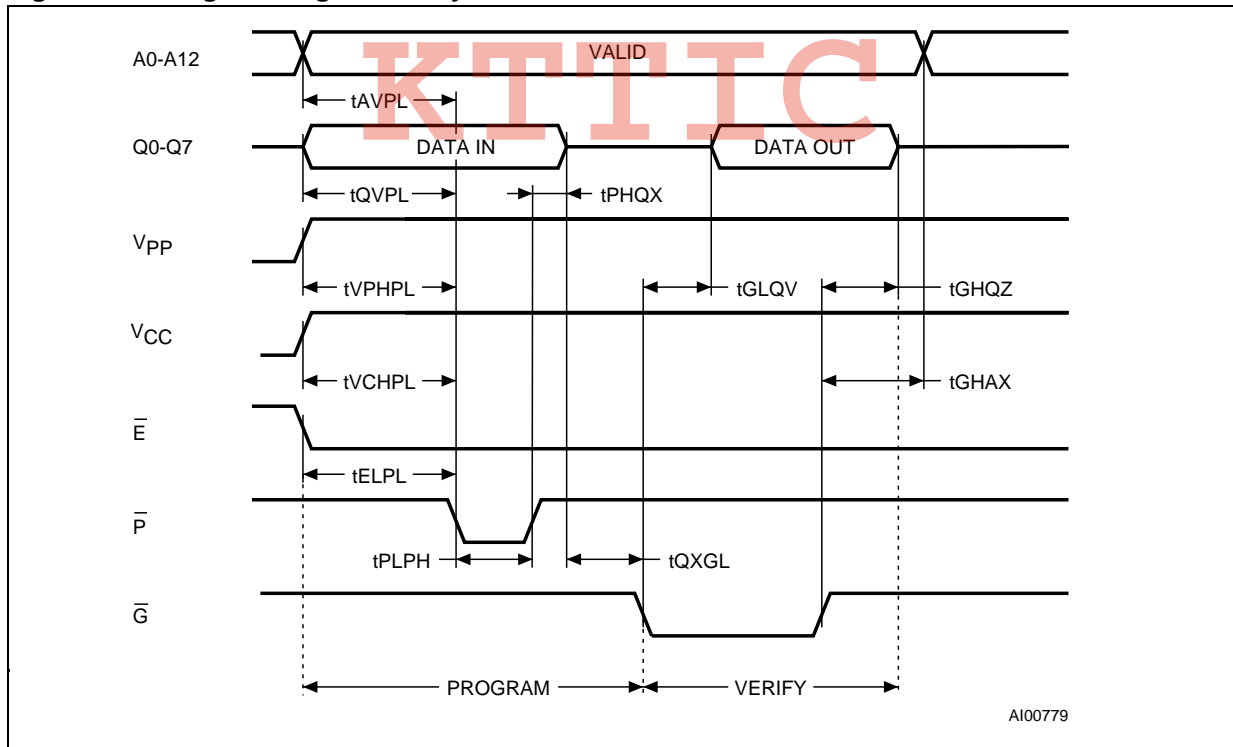 A0-A12
VALID
KTTIC
tAVPL
Q0-Q7
DATA IN
DATA OUT
tQVPL
tPHQX
VPP
tVPHPL
tGLQV
tGHQZ
VCC
tVCHPL
tGHAX
E
tELPL
P
tPLPH
tQXGL
G
PROGRAM
VERIFY
AI00779